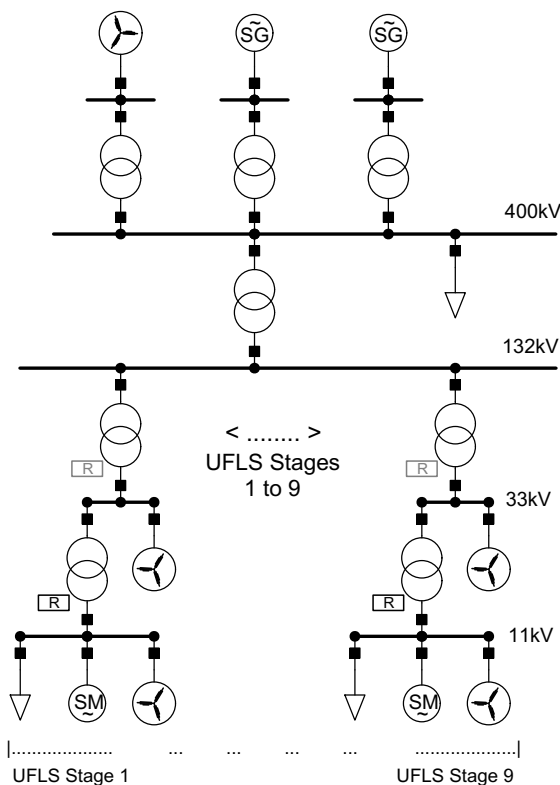 SG SG
400kV
132kV
< ........ >
UFLS Stages
1 to 9
R R
33kV
R R
11kV
SM SM
|.................. ... ... ... ... ..................|
UFLS Stage 1 UFLS Stage 9